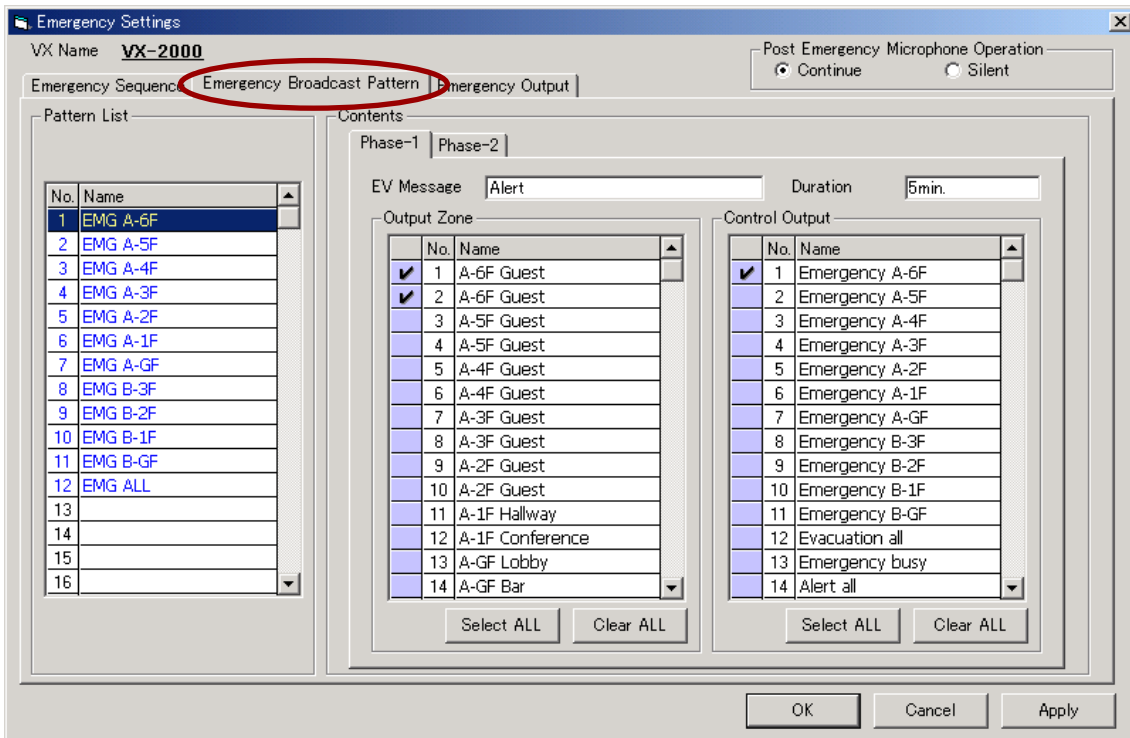 Emergency Settings
VX Name VX-2000
Post Emergency Microphone Operation
Continue Silent
Emergency Sequence Emergency Broadcast Pattern Emergency Output
Pattern List
No. Name
1 EMG A-6F
2 EMG A-5F
3 EMG A-4F
4 EMG A-3F
5 EMG A-2F
6 EMG A-1F
7 EMG A-GF
8 EMG B-3F
9 EMG B-2F
10 EMG B-1F
11 EMG B-GF
12 EMG ALL
13
14
15
16
Contents
Phase-1 Phase-2
EV Message Alert Duration 5min.
Output Zone
No. Name
1 A-6F Guest
2 A-6F Guest
3 A-5F Guest
4 A-5F Guest
5 A-4F Guest
6 A-4F Guest
7 A-3F Guest
8 A-3F Guest
9 A-2F Guest
10 A-2F Guest
11 A-1F Hallway
12 A-1F Conference
13 A-GF Lobby
14 A-GF Bar
Select ALL Clear ALL
Control Output
No. Name
1 Emergency A-6F
2 Emergency A-5F
3 Emergency A-4F
4 Emergency A-3F
5 Emergency A-2F
6 Emergency A-1F
7 Emergency A-GF
8 Emergency B-3F
9 Emergency B-2F
10 Emergency B-1F
11 Emergency B-GF
12 Evacuation all
13 Emergency busy
14 Alert all
Select ALL Clear ALL
OK Cancel Apply